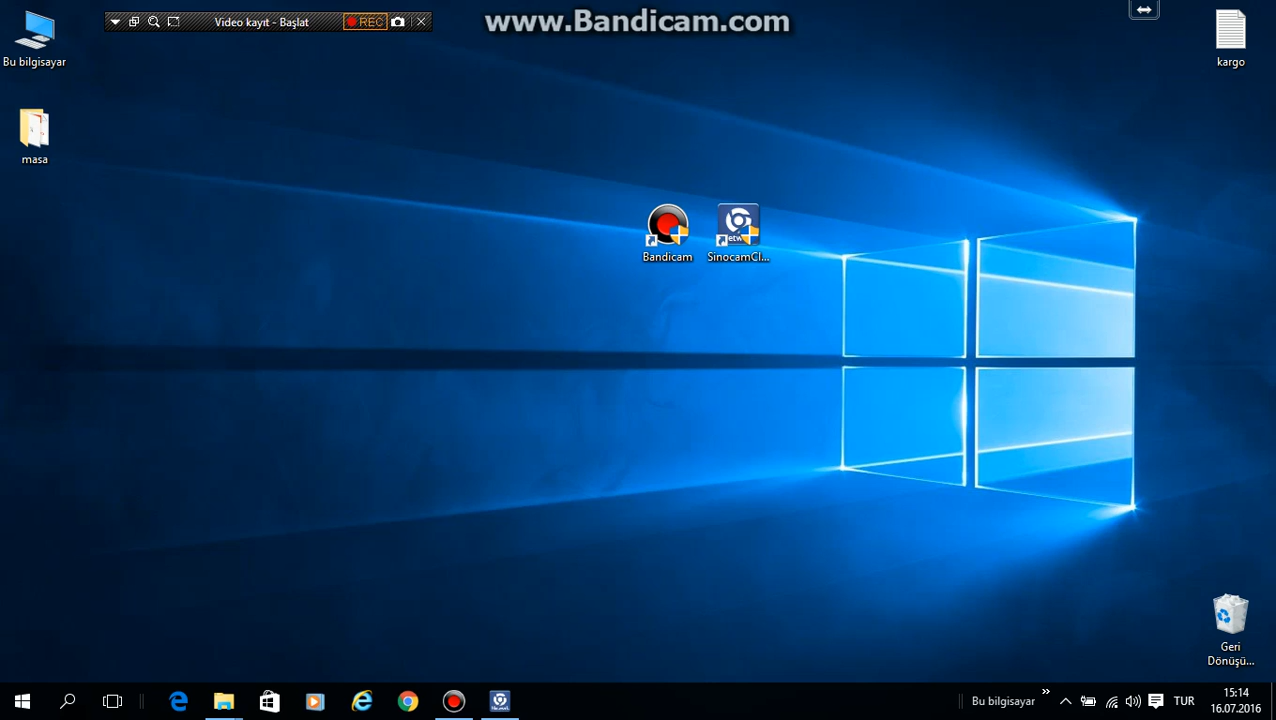 Video kayıt - Başlat
REC
www.Bandicam.com
Bu bilgisayar
kargo
masa
Bandicam
SinocamCl...
Geri
Dönüşü...
Bu bilgisayar
TUR
15:14
16.07.2016